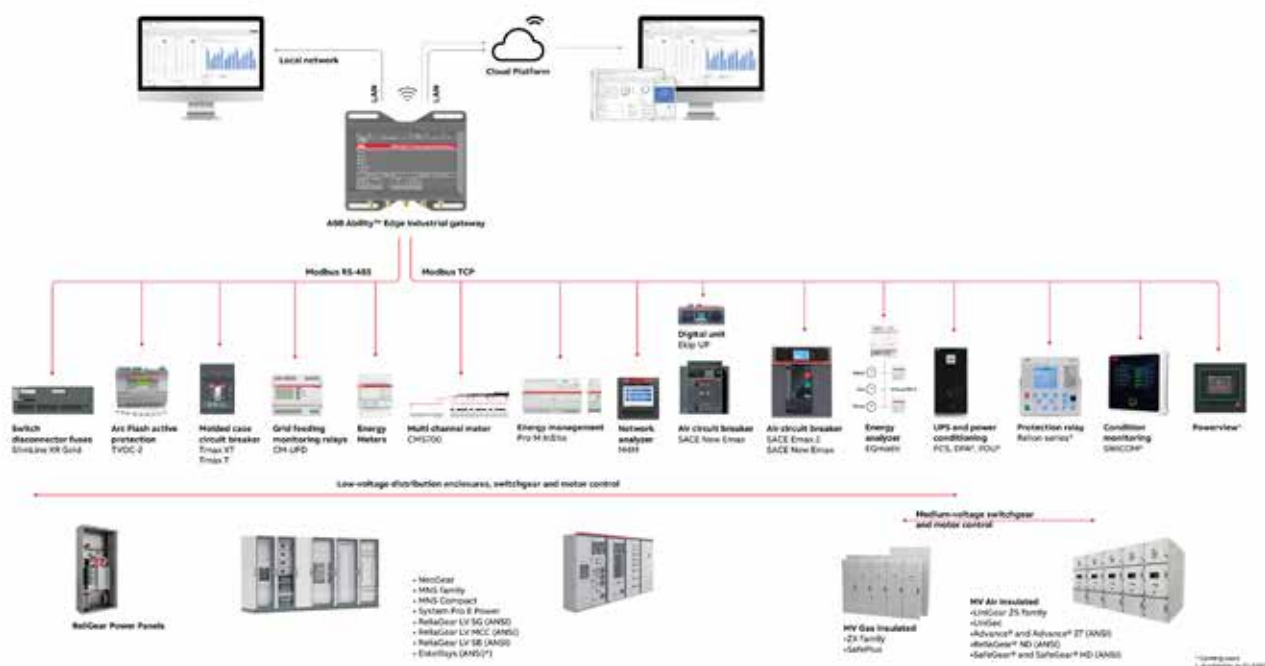 Local network
LAN
LAN
Cloud Platform
ABB Ability™ Edge Industrial gateway
Modbus RS-485
Modbus TCP
Switch
disconnector fuses
SlimLine XR Gold
Arc Flash active
protection
TVOC-2
Molded case
circuit breaker
Tmax XT
Tmax T
Grid feeding
monitoring relays
CM-UFD
Energy
Meters
Multi channel meter
CMS700
Energy management
Pro M InSite
Network
analyzer
M4M
Digital unit
Ekip UP
Air circuit breaker
SACE New Emax
Air circuit breaker
SACE Emax 2
SACE New Emax
Energy
analyzer
EQmatic
UPS and power
conditioning
Protection relay
Relion series*
Condition
monitoring
SWICOM*
Powerview*
Low-voltage distribution enclosures, switchgear and motor control
Medium-voltage switchgear
and motor control
ReliGear Power Panels
• NeoGear
• MNS family
• MNS Compact
• System Pro E Power
• ReliaGear LV SG (ANSI)
• ReliaGear LV MCC (ANSI)
• ReliaGear LV SB (ANSI)
MV Gas insulated
•ZX family
•SafePlus
MV Air insulated
•UniGear ZS family
•UniSec
•Advance® and Advance® 27 (ANSI)
•ReliaGear® ND (ANSI)
•SafeGear® and SafeGear® HD (ANSI)
* Coming soon